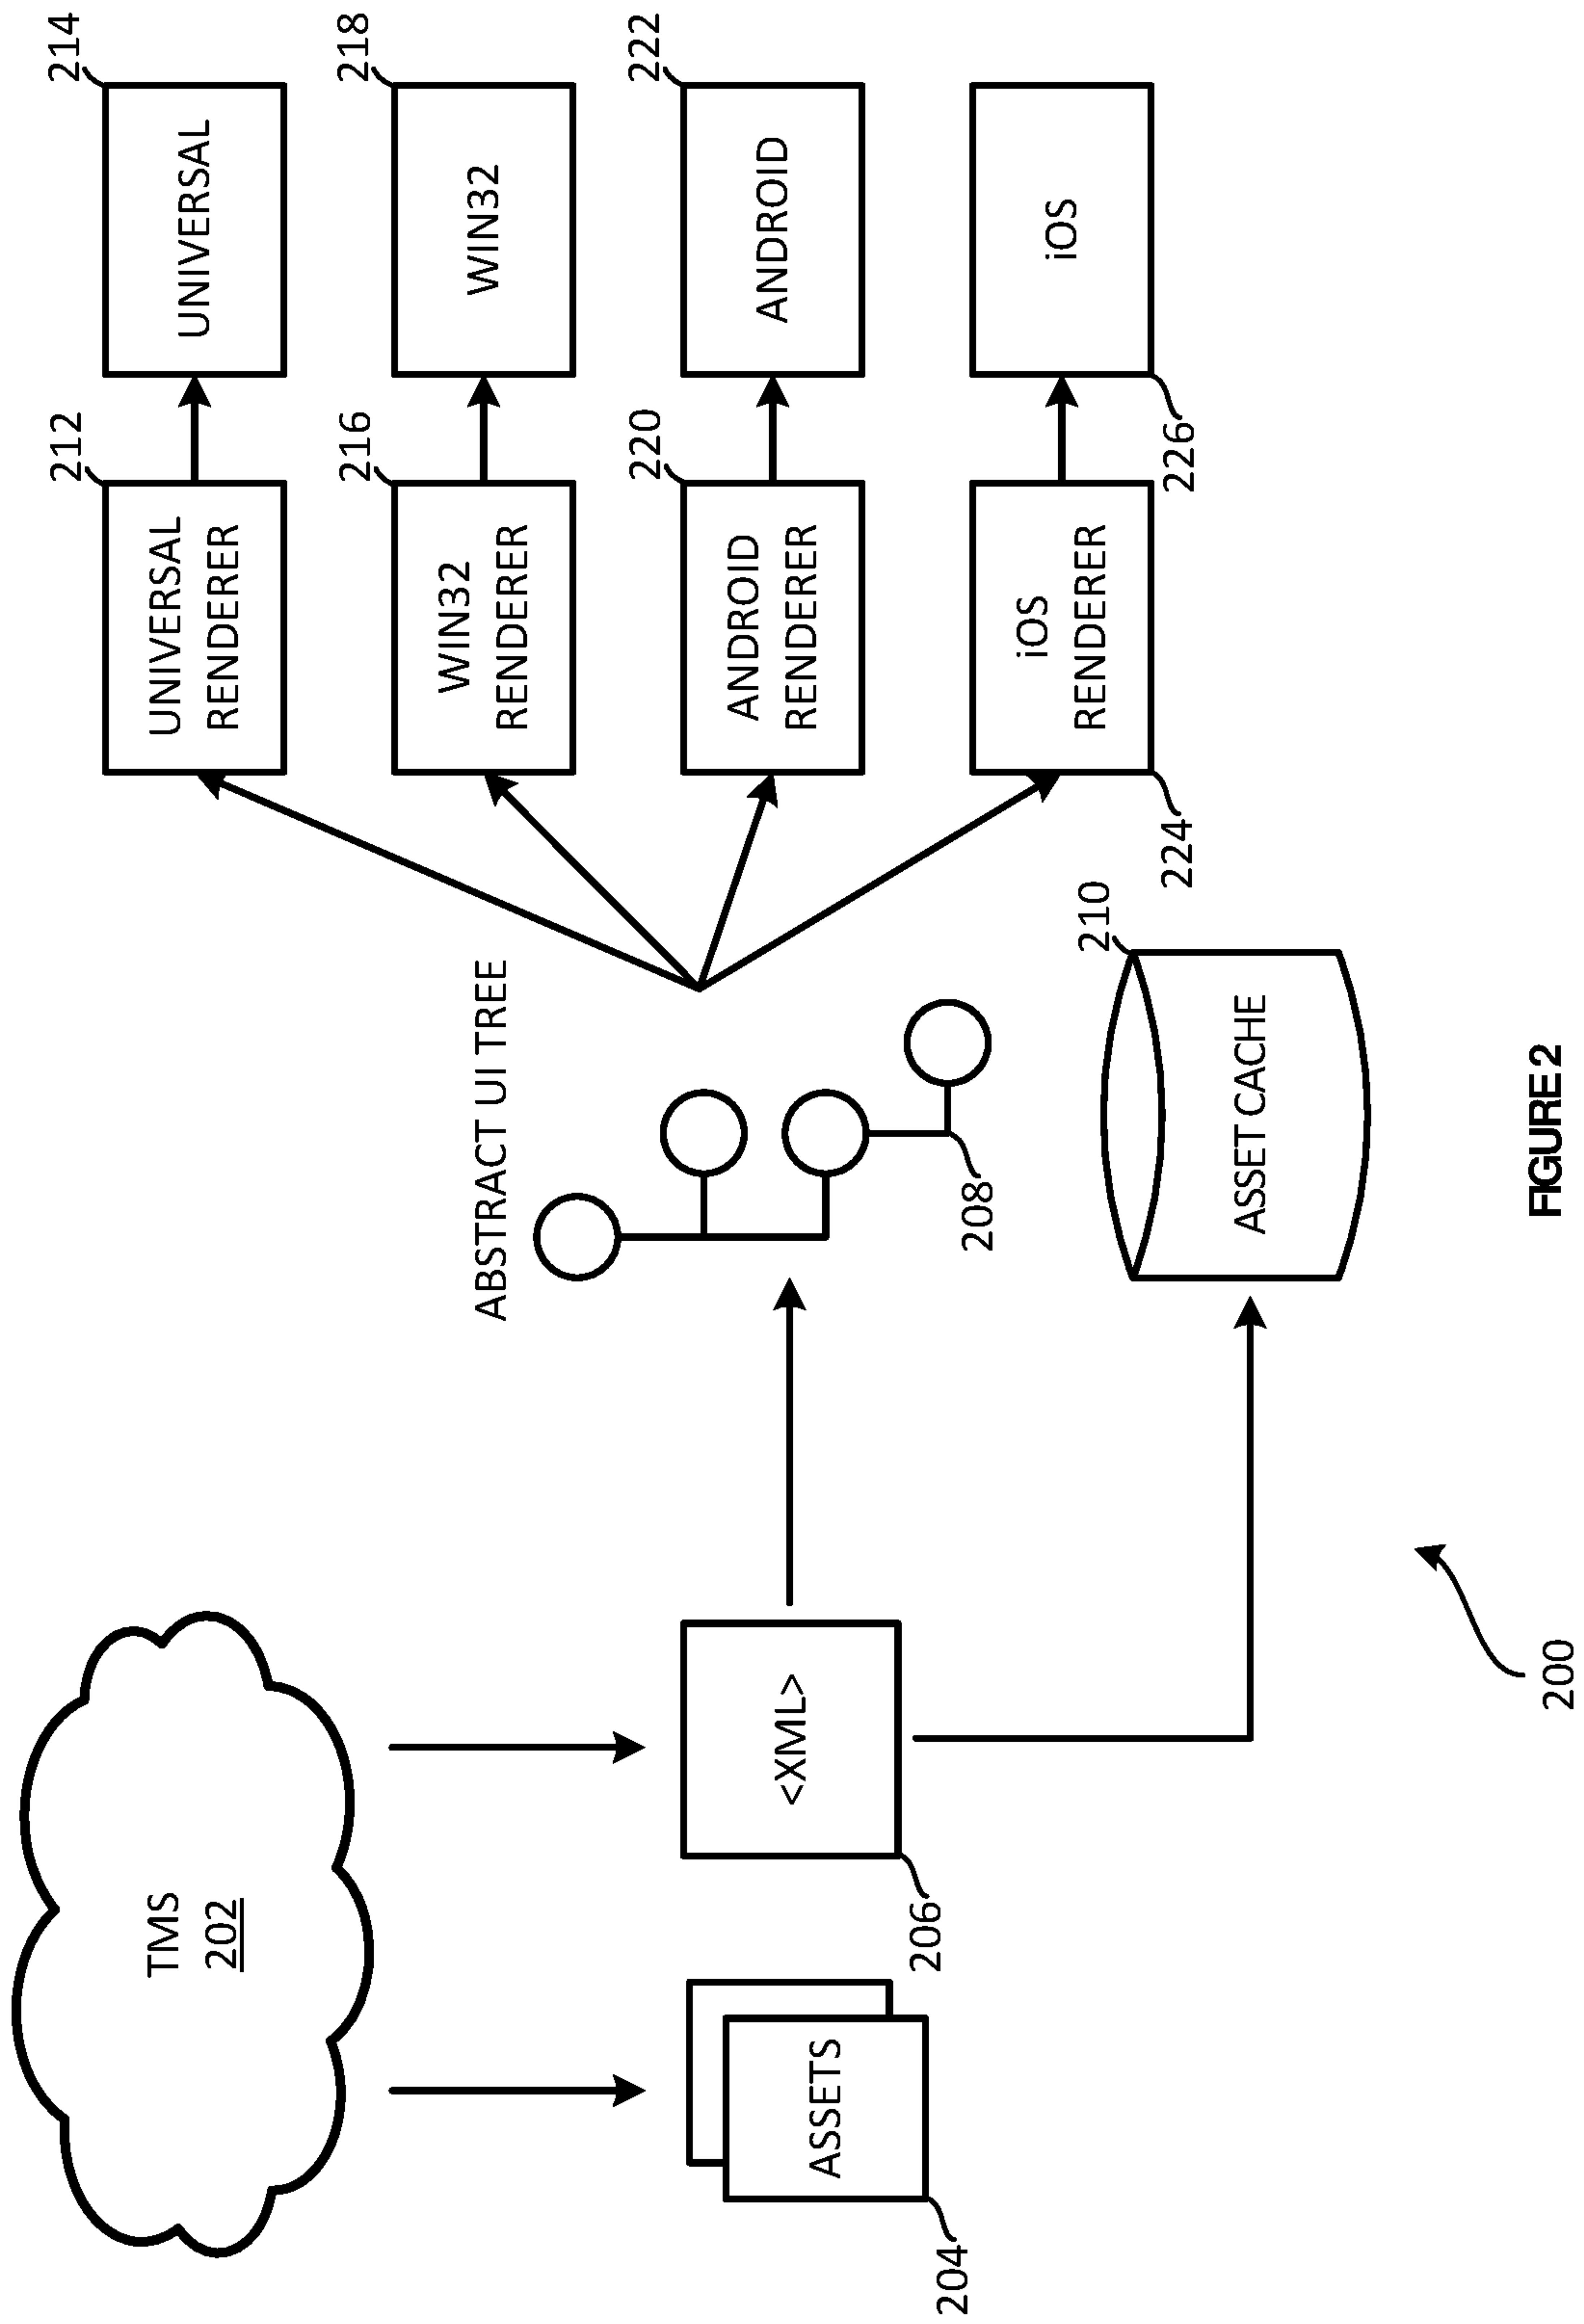 TMS
202
ASSETS
204
<XML>
206
ABSTRACT UI TREE
208
ASSET CACHE
210
UNIVERSAL
RENDERER
212
UNIVERSAL
214
WIN32
RENDERER
216
WIN32
218
ANDROID
RENDERER
220
ANDROID
222
iOS
RENDERER
224
iOS
226
200
FIGURE 2